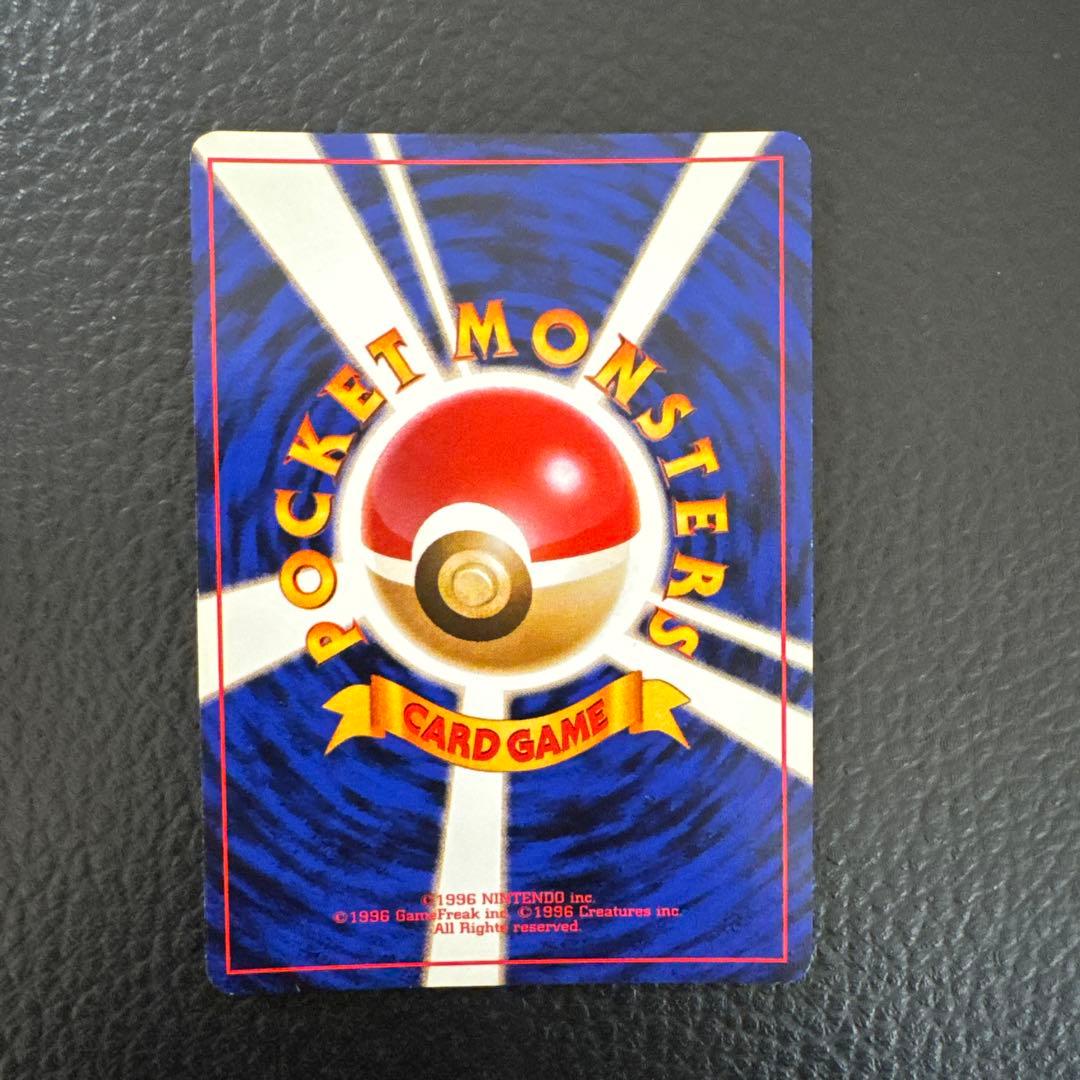 POCKET MONSTERS
CARD GAME
©1996 NINTENDO inc.
©1996 GameFreak inc. ©1996 Creatures inc.
All Rights reserved.